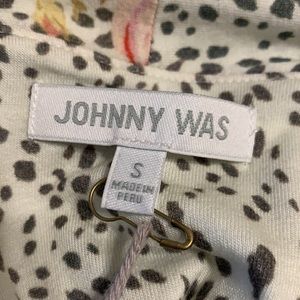 JOHNNY WAS
S
MADE IN
PERU